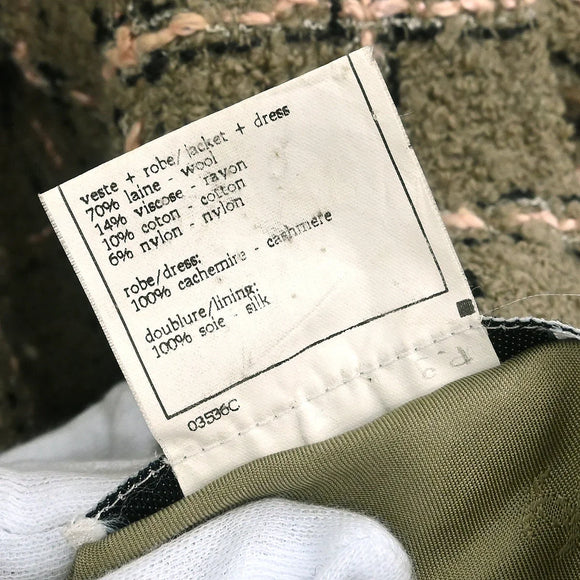 veste + robe/jacket + dress
70% laine - wool
14% viscose - rayon
10% coton - cotton
6% nylon - nylon
robe/dress:
100% cachemire - cashmere
doublure/lining:
100% soie - silk
03536C